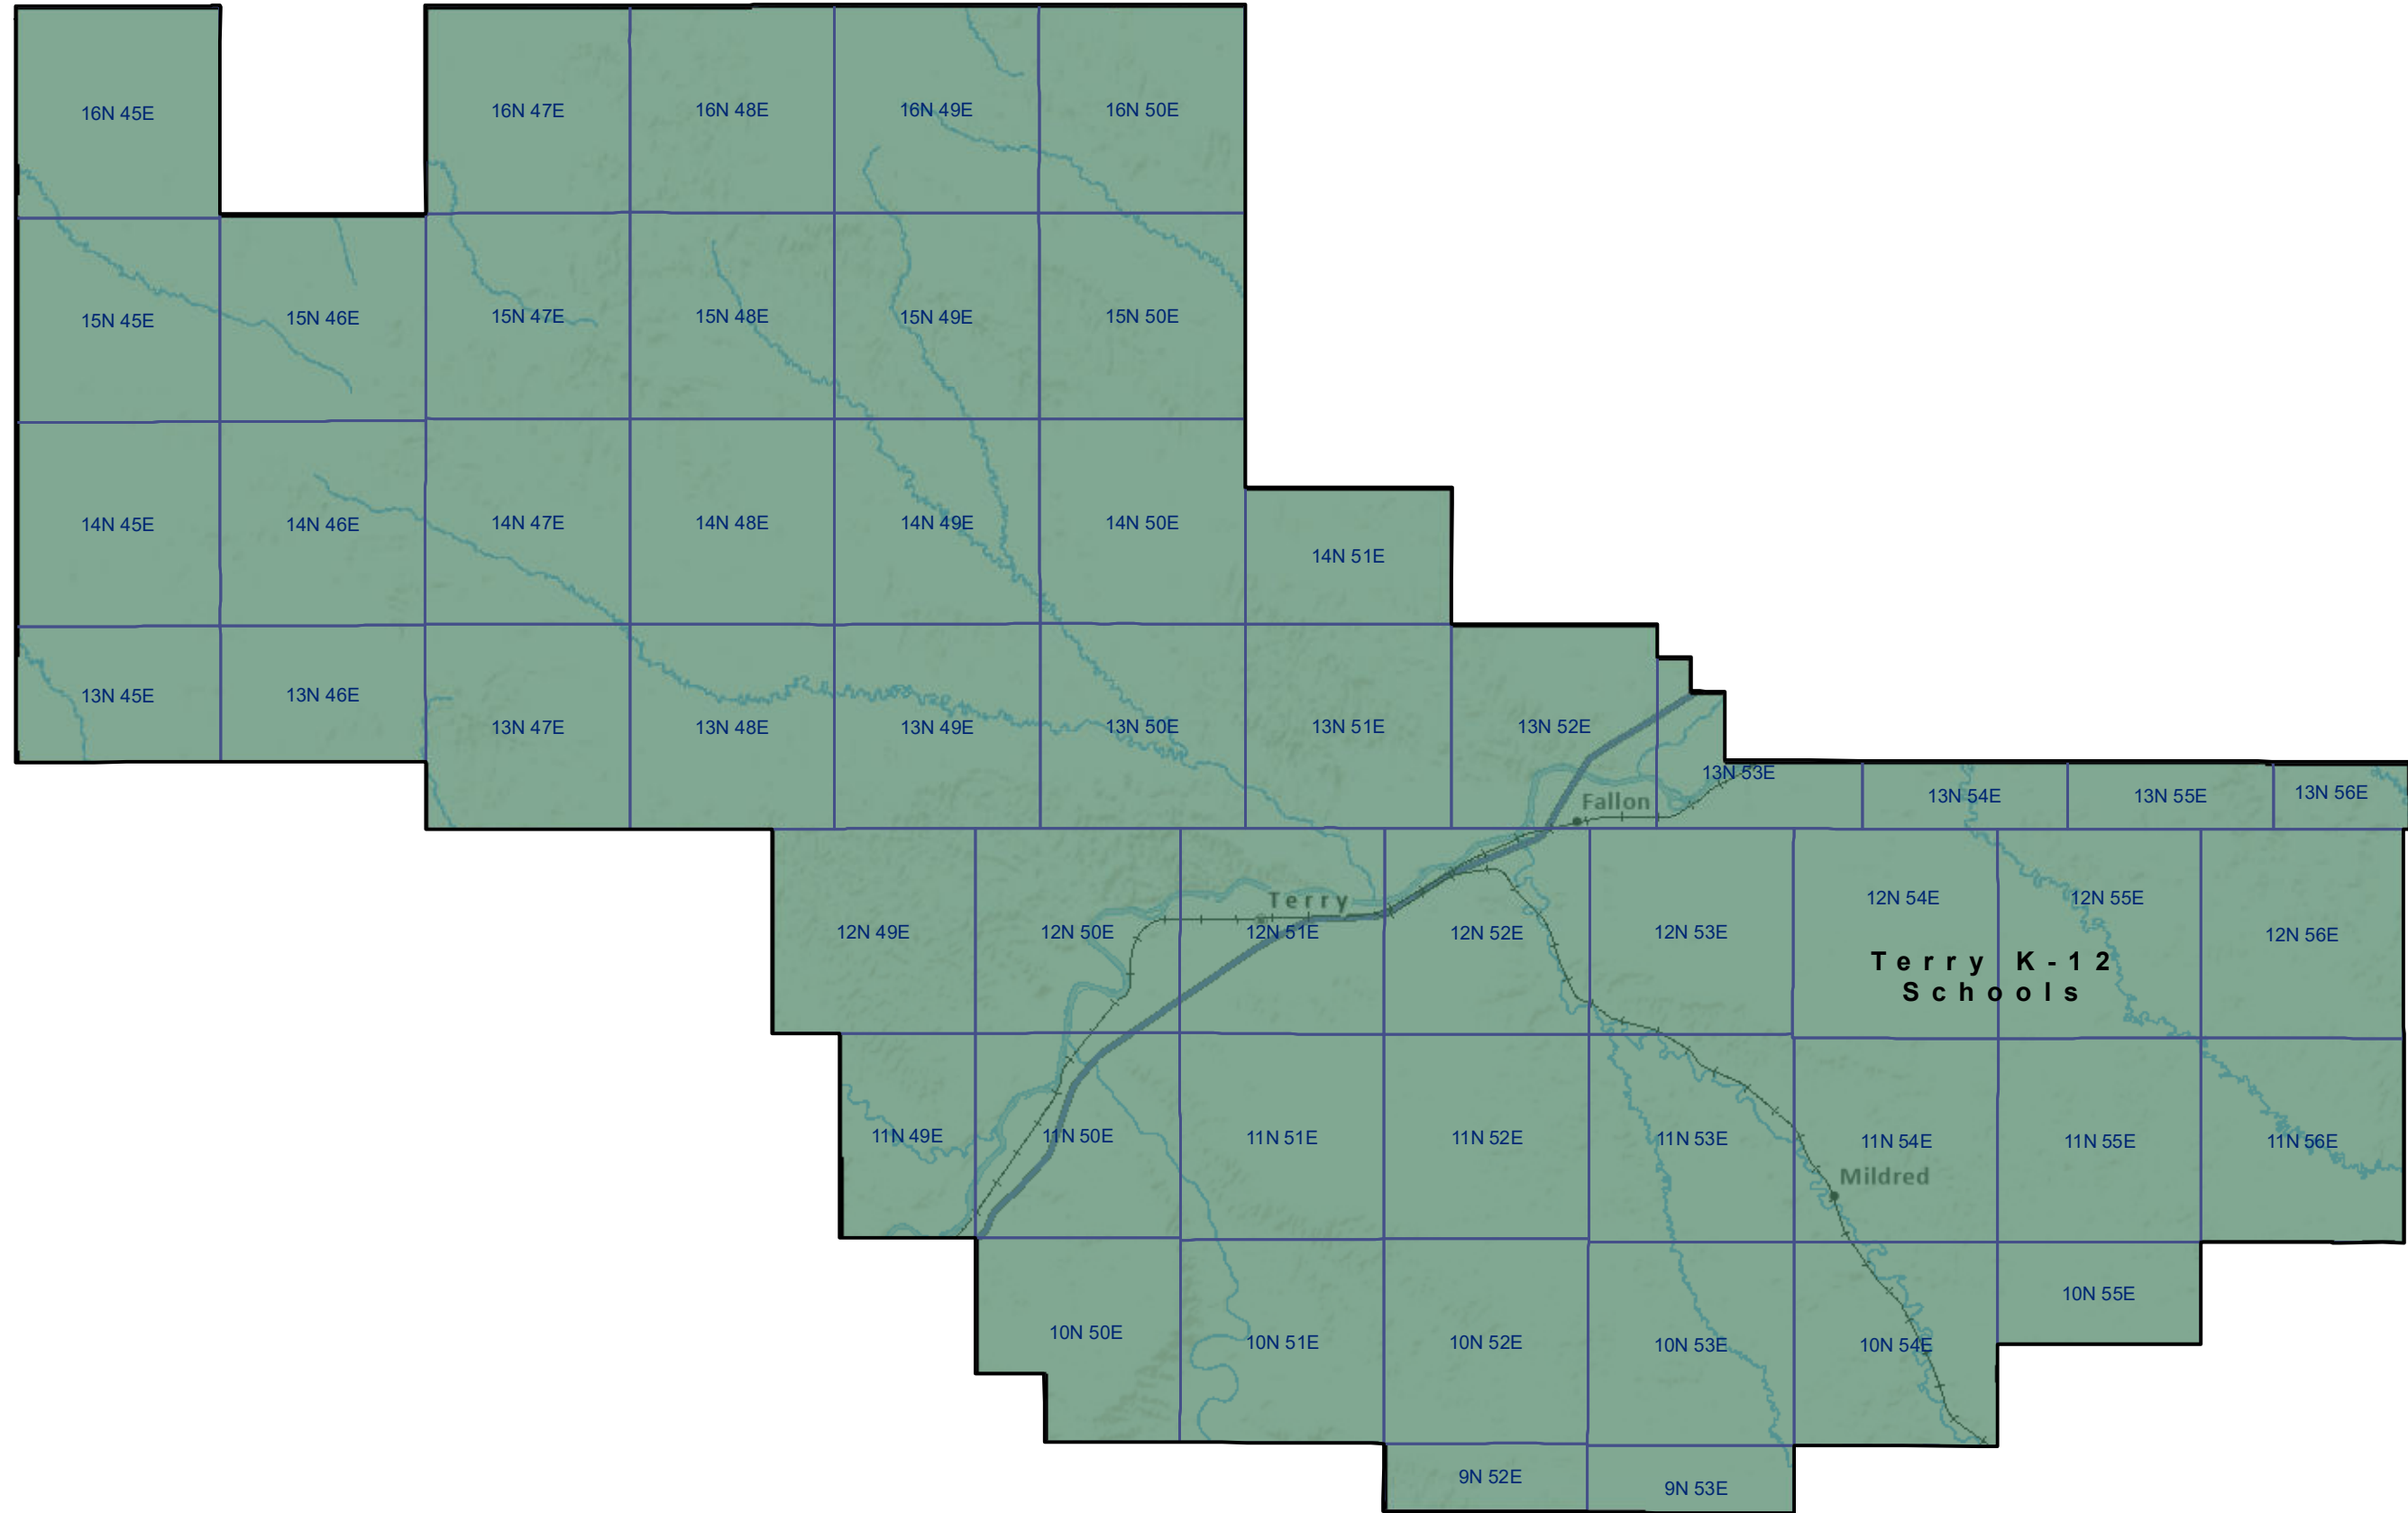 16N 45E
16N 47E
16N 48E
16N 49E
16N 50E
15N 45E
15N 46E
15N 47E
15N 48E
15N 49E
15N 50E
14N 45E
14N 46E
14N 47E
14N 48E
14N 49E
14N 50E
14N 51E
13N 45E
13N 46E
13N 47E
13N 48E
13N 49E
13N 50E
13N 51E
13N 52E
13N 53E
13N 54E
13N 55E
13N 56E
Fallon
Terry
12N 49E
12N 50E
12N 51E
12N 52E
12N 53E
12N 54E
12N 55E
12N 56E
Terry K-12
Schools
11N 49E
11N 50E
11N 51E
11N 52E
11N 53E
11N 54E
11N 55E
11N 56E
Mildred
10N 50E
10N 51E
10N 52E
10N 53E
10N 54E
10N 55E
9N 52E
9N 53E